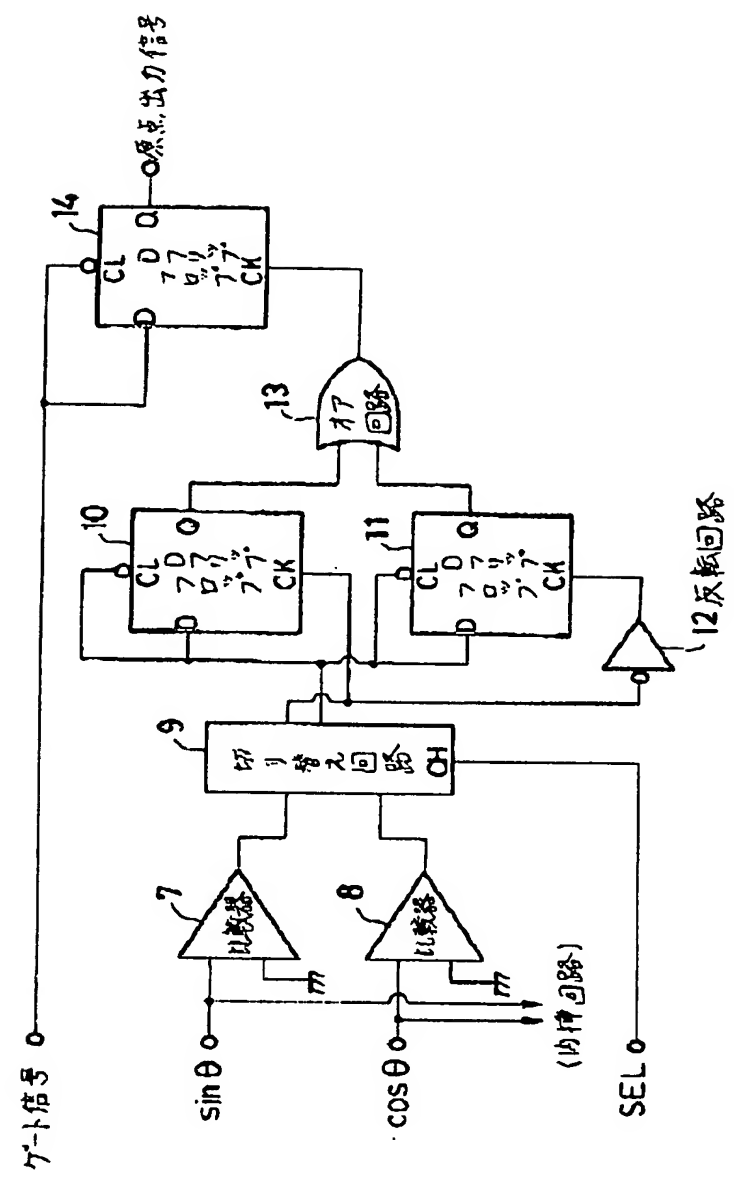 ゲート信号
sinθ
cosθ
SEL
(内挿回路)
7
比較器
8
比較器
9
切り替え回路
CH
10
CL
D
Q
D
フリッププ
フロップ
CK
11
CL
D
Q
D
フリップ
フロップ
CK
12反転回路
13
オア
回路
14
CL
D
Q
D
フリップ
フロップ
CK
原点出力信号